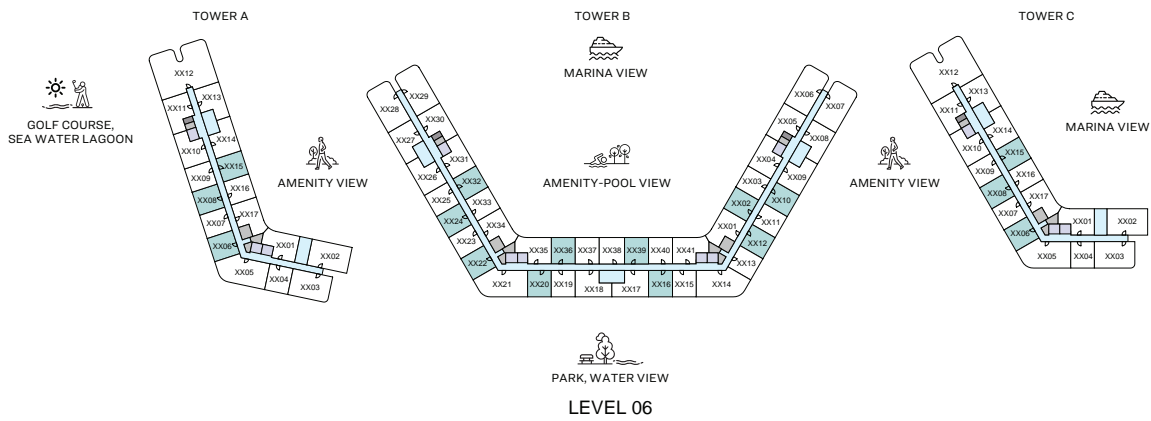 TOWER A
TOWER B
TOWER C
GOLF COURSE,
SEA WATER LAGOON
AMENITY VIEW
MARINA VIEW
AMENITY-POOL VIEW
AMENITY VIEW
MARINA VIEW
PARK, WATER VIEW
XX12
XX13
XX11
XX14
XX10
XX15
XX09
XX16
XX08
XX17
XX07
XX06
XX01
XX02
XX05
XX04
XX03
XX29
XX28
XX30
XX27
XX31
XX26
XX32
XX25
XX33
XX24
XX34
XX23
XX22
XX21
XX35
XX36
XX37
XX38
XX39
XX40
XX41
XX20
XX19
XX18
XX17
XX16
XX15
XX14
XX06
XX07
XX05
XX08
XX04
XX09
XX03
XX10
XX02
XX11
XX01
XX12
XX13
XX12
XX13
XX11
XX14
XX10
XX15
XX09
XX16
XX08
XX17
XX07
XX06
XX01
XX02
XX05
XX04
XX03
LEVEL 06